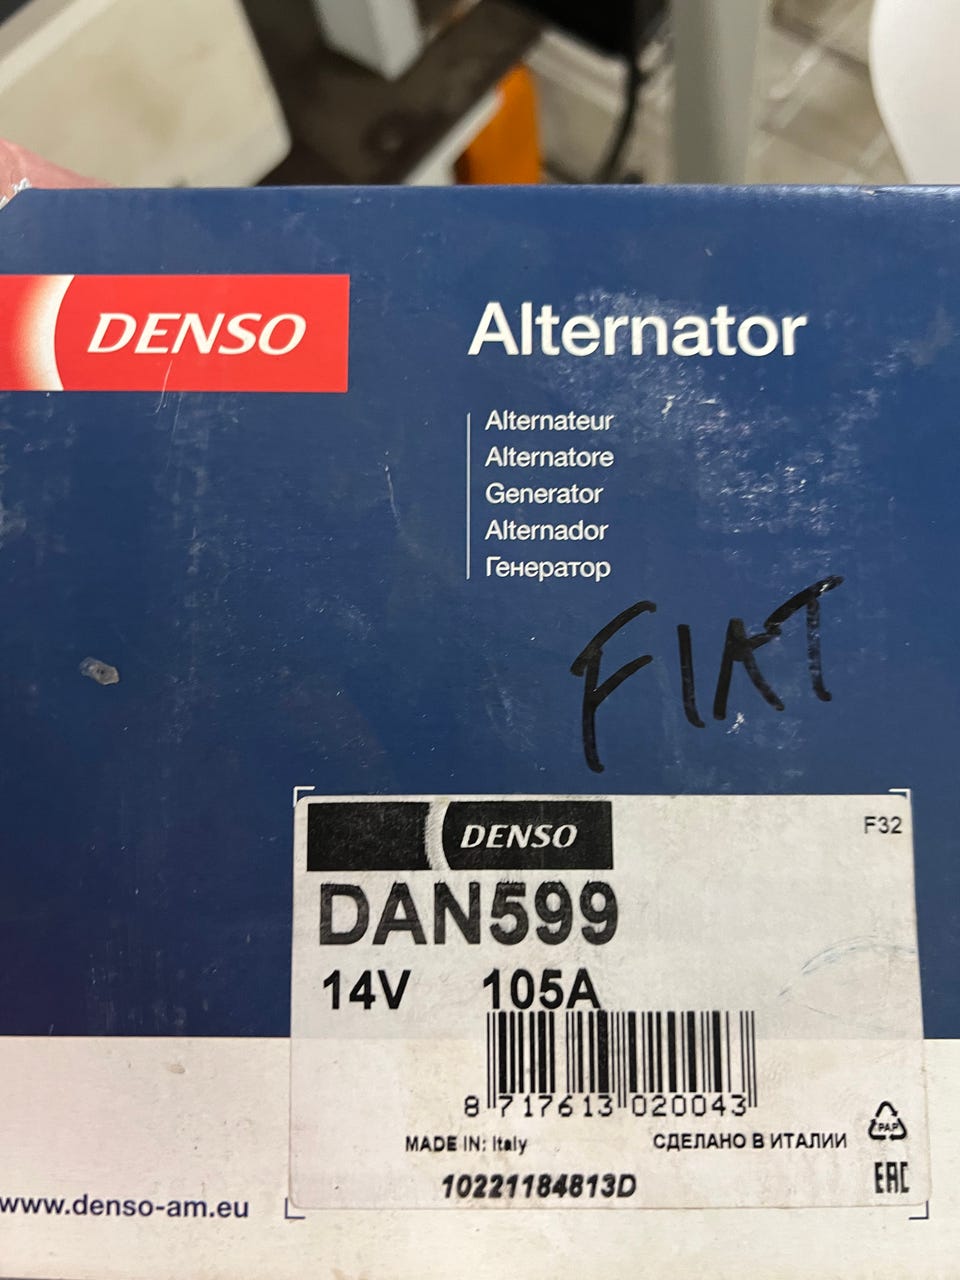 DENSO
Alternator
Alternateur
Alternatore
Generator
Alternador
Генератор
FIAT
DENSO
F32
DAN599
14V 105A
8 717613 020043
MADE IN: Italy СДЕЛАНО В ИТАЛИИ
PAP
10221184813D
EAC
www.denso-am.eu